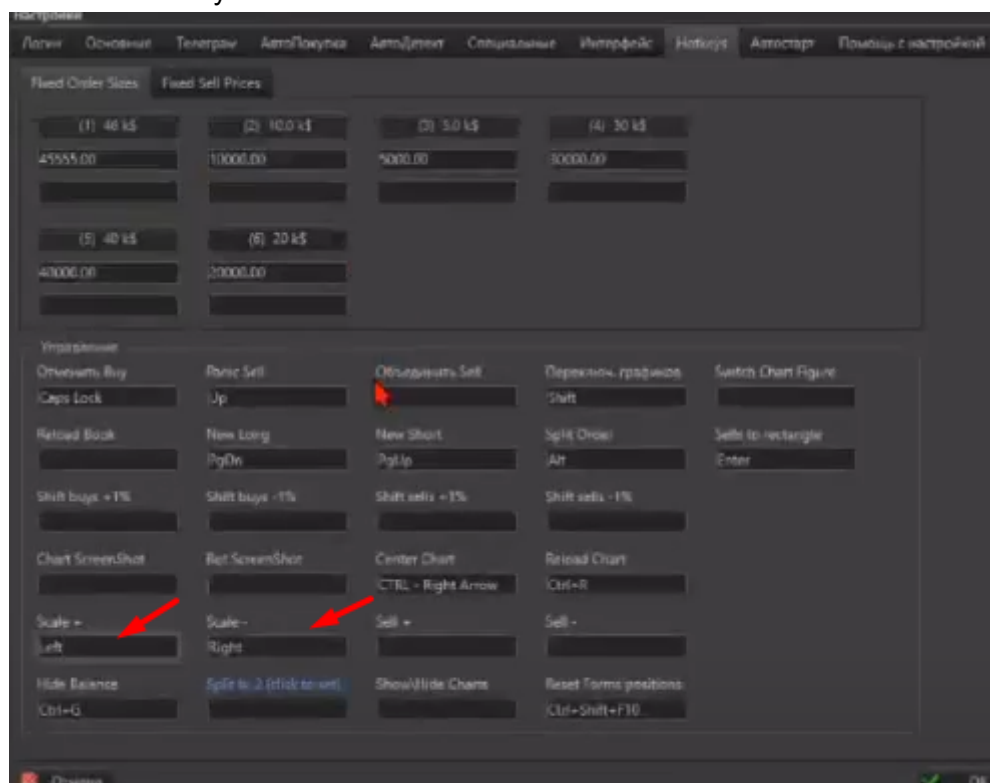 Настройки
Логин Основные Телеграм АвтоПокупка АвтоДетект Специальные Интерфейс Hotkeys Автостарт Помощь с настройкой
Fixed Order Sizes Fixed Sell Prices
(1) 46 k$ (2) 10.0 k$ (3) 5.0 k$ (4) 30 k$
45555.00 10000.00 5000.00 30000.00
(5) 40 k$ (6) 20 k$
40000.00 20000.00
Управление
Отменить Buy Panic Sell Объединить Sell Переключ. графиков Switch Chart Figure
Caps Lock Up Shift
Reload Book New Long New Short Split Order Sells to rectangle
PgDn PgUp Alt Enter
Shift buys +1% Shift buys -1% Shift sells +1% Shift sells -1%
Chart ScreenShot Bot ScreenShot Center Chart Reload Chart
CTRL - Right Arrow Ctrl+R
Scale + Scale - Sell + Sell -
Left Right
Hide Balance Split to 2 (click to set) Show\Hide Charts Reset Forms positions
Ctrl+G Ctrl+Shift+F10
Отмена OK